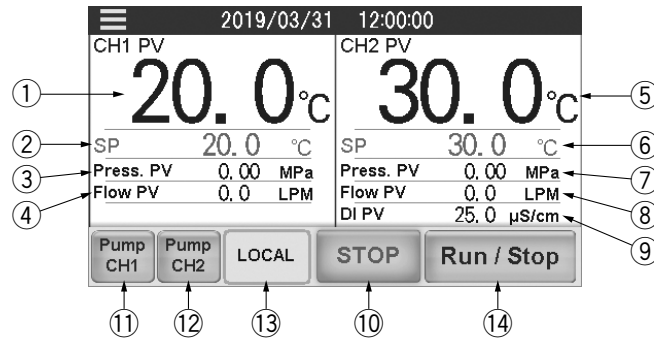 2019/03/31 12:00:00
CH1 PV
CH2 PV
① 20.0 °C
30.0 °C ⑤
② SP 20.0 °C
SP 30.0 °C ⑥
③ Press. PV 0.00 MPa
Press. PV 0.00 MPa ⑦
④ Flow PV 0.0 LPM
Flow PV 0.0 LPM ⑧
DI PV 25.0 µS/cm ⑨
Pump CH1
Pump CH2
LOCAL
STOP
Run / Stop
⑪ ⑫ ⑬ ⑩ ⑭